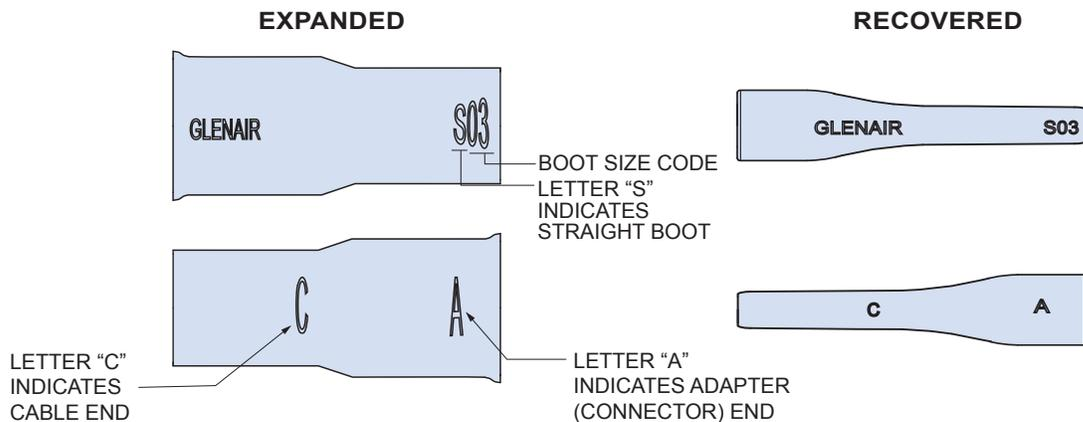 EXPANDED
RECOVERED
GLENAIR
S03
BOOT SIZE CODE
LETTER “S”
INDICATES
STRAIGHT BOOT
GLENAIR
S03
C
A
LETTER “C”
INDICATES
CABLE END
LETTER “A”
INDICATES ADAPTER
(CONNECTOR) END
C
A